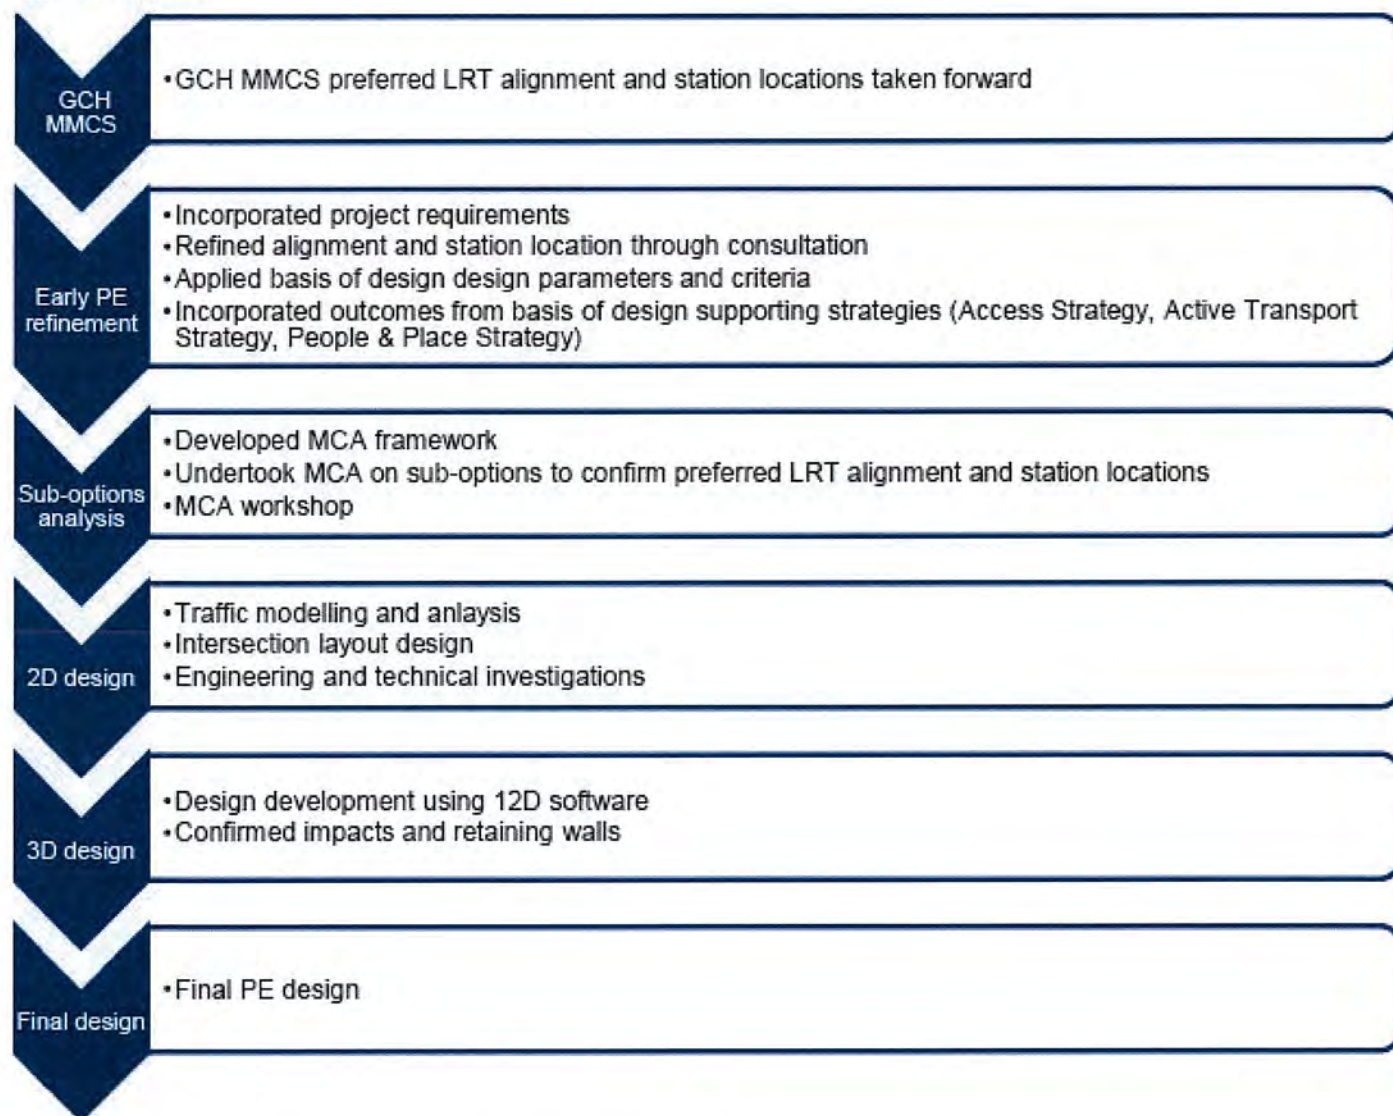 GCH
MMCS
•GCH MMCS preferred LRT alignment and station locations taken forward
Early PE
refinement
•Incorporated project requirements
•Refined alignment and station location through consultation
•Applied basis of design design parameters and criteria
•Incorporated outcomes from basis of design supporting strategies (Access Strategy, Active Transport
Strategy, People & Place Strategy)
Sub-options
analysis
•Developed MCA framework
•Undertook MCA on sub-options to confirm preferred LRT alignment and station locations
•MCA workshop
2D design
•Traffic modelling and anlaysis
•Intersection layout design
•Engineering and technical investigations
3D design
•Design development using 12D software
•Confirmed impacts and retaining walls
Final design
•Final PE design